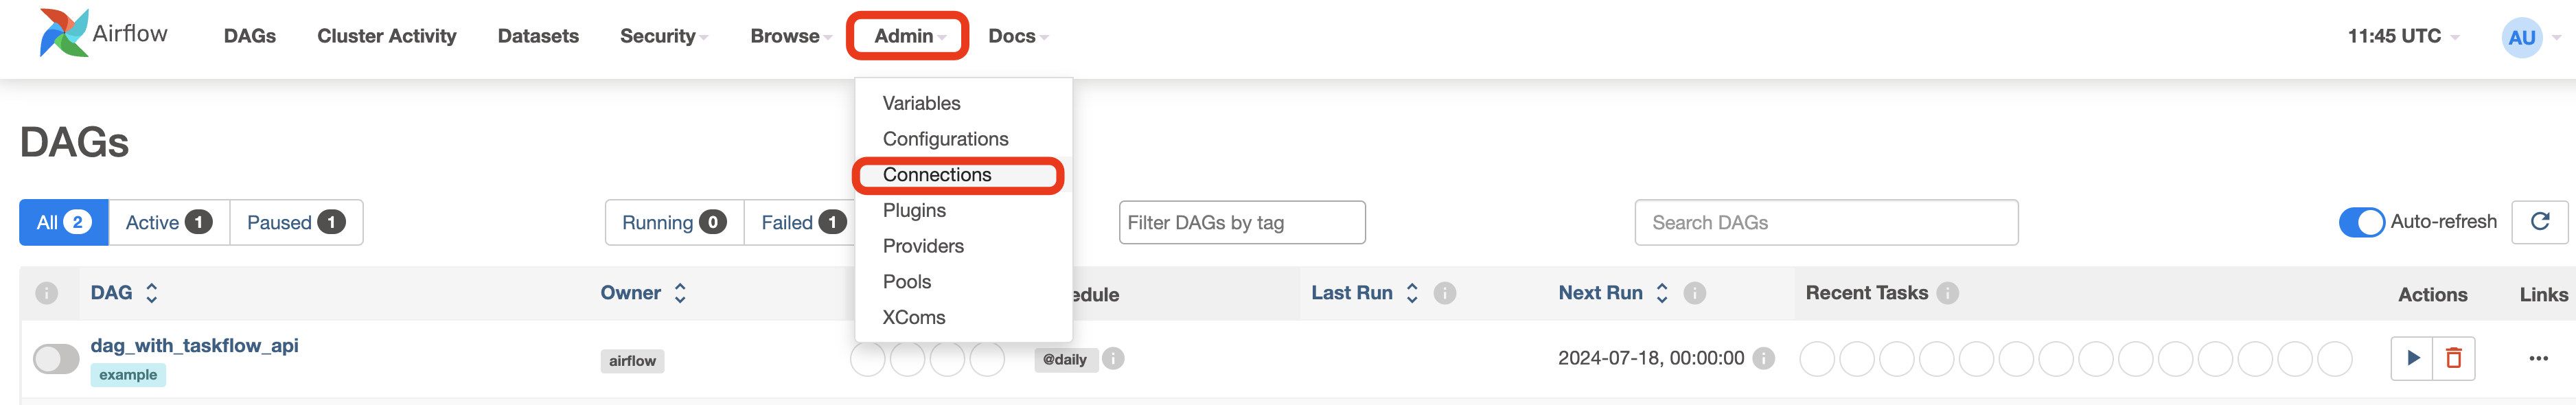 Airflow DAGs Cluster Activity Datasets Security Browse Admin Docs 11:45 UTC AU
Variables
Configurations
Connections
Plugins
Providers
Pools
XComs
DAGs
All 2 Active 1 Paused 1 Running 0 Failed 1 Filter DAGs by tag Search DAGs Auto-refresh
DAG Owner edule Last Run Next Run Recent Tasks Actions Links
dag_with_taskflow_api
example
airflow @daily 2024-07-18, 00:00:00